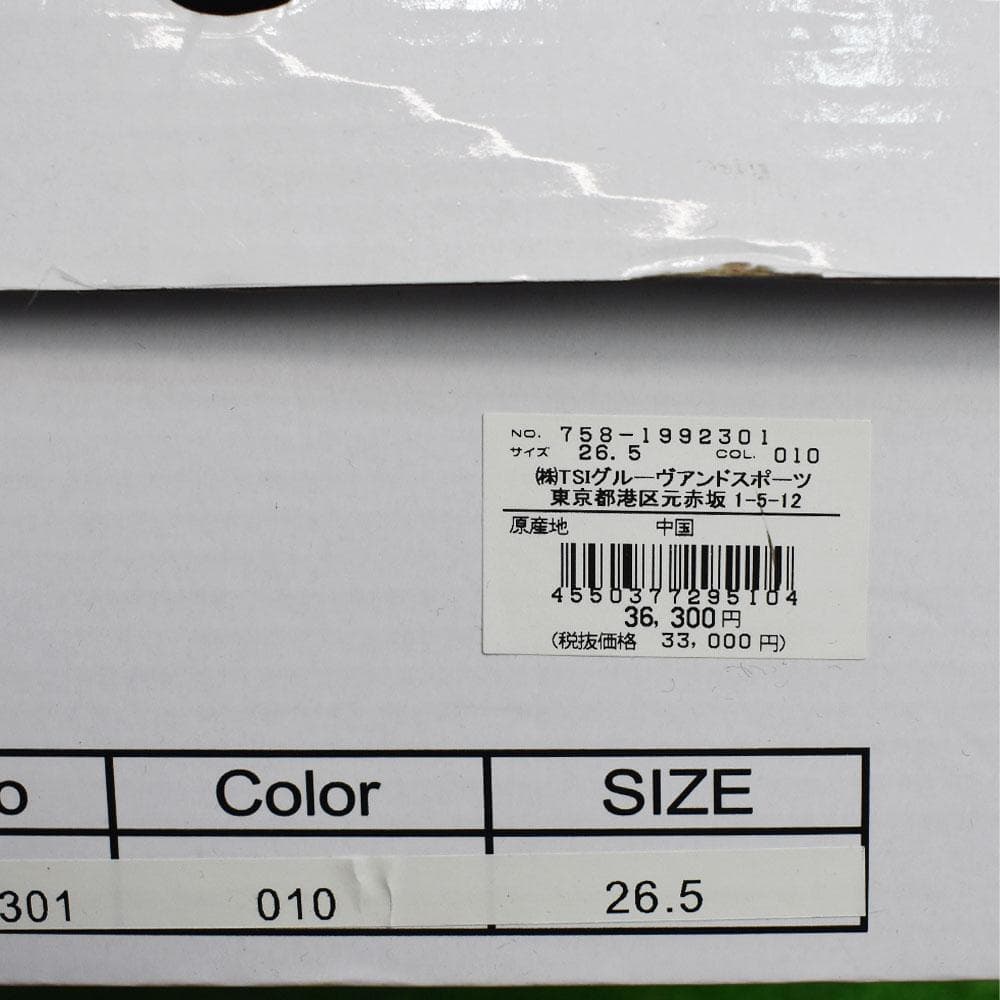 NO. 758-1992301
サイズ 26.5 COL. 010
㈱TSIグルーヴアンドスポーツ
東京都港区元赤坂 1-5-12
原産地 中国
4550377295104
36,300円
(税抜価格 33,000円)
o Color SIZE
301 010 26.5